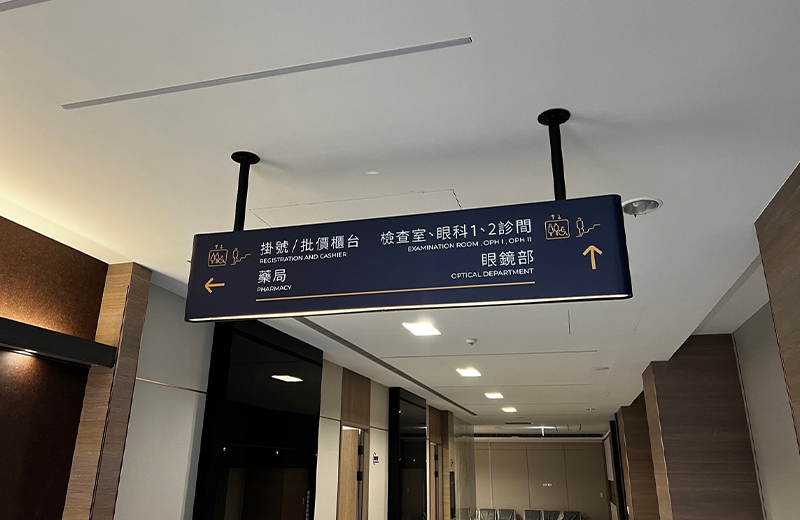 掛號/批價櫃台
REGISTRATION AND CASHIER
藥局
PHARMACY
檢查室、眼科1、2診間
EXAMINATION ROOM , OPH I , OPH II
眼鏡部
OPTICAL DEPARTMENT